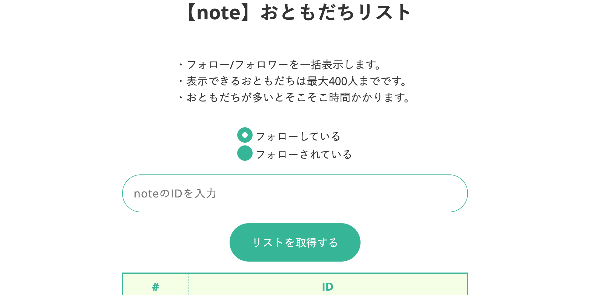 【note】おともだちリスト
・フォロー/フォロワーを一括表示します。
・表示できるおともだちは最大400人までです。
・おともだちが多いとそこそこ時間かかります。
フォローしている
フォローされている
noteのIDを入力
リストを取得する
# ID